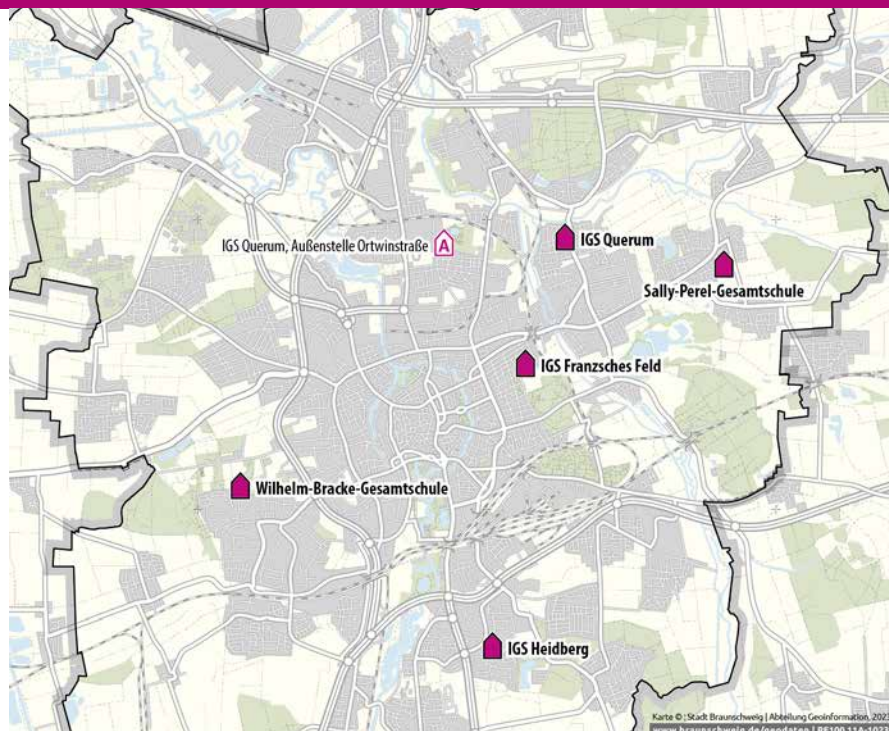 IGS Querum, Außenstelle Ortwinstraße
A
IGS Querum
Sally-Perel-Gesamtschule
IGS Franzsches Feld
Wilhelm-Bracke-Gesamtschule
IGS Heidberg
Karte ©: Stadt Braunschweig | Abteilung Geoinformation, 2023
www.braunschweig.de/geodaten